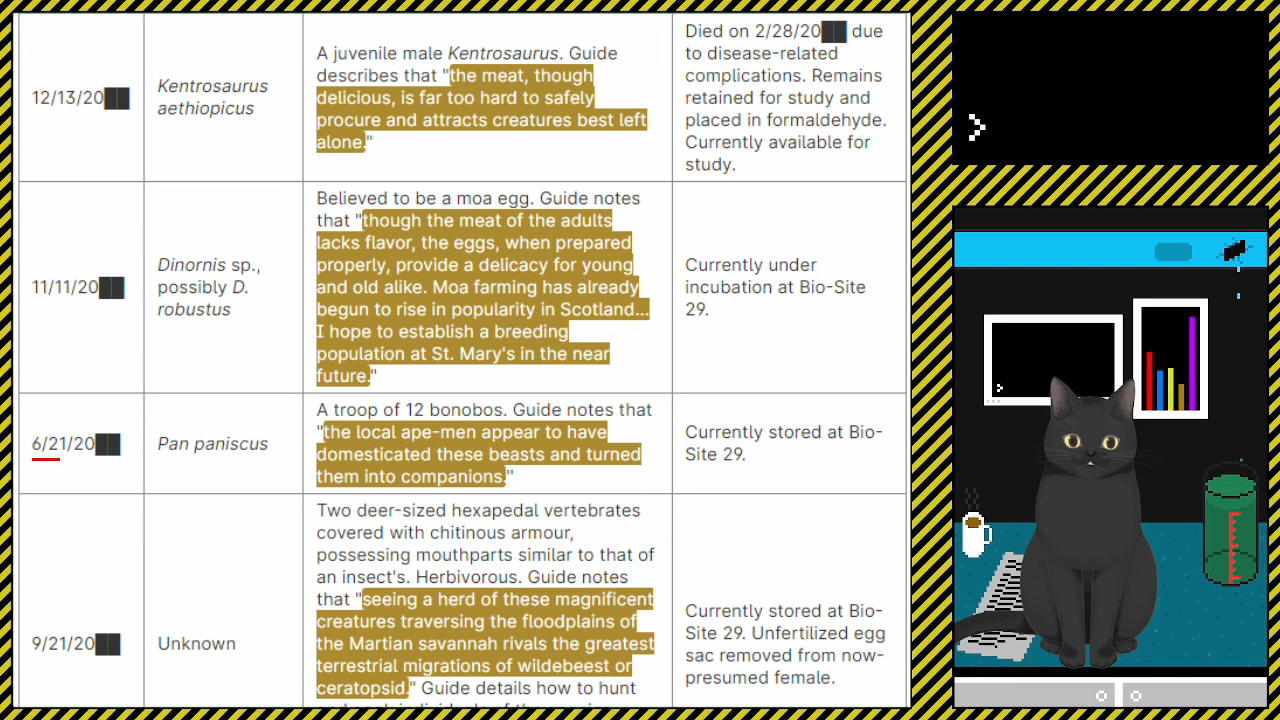 12/13/20██
Kentrosaurus
aethiopicus
A juvenile male Kentrosaurus. Guide
describes that "the meat, though
delicious, is far too hard to safely
procure and attracts creatures best left
alone."
Died on 2/28/20██ due
to disease-related
complications. Remains
retained for study and
placed in formaldehyde.
Currently available for
study.
11/11/20██
Dinornis sp.,
possibly D.
robustus
Believed to be a moa egg. Guide notes
that "though the meat of the adults
lacks flavor, the eggs, when prepared
properly, provide a delicacy for young
and old alike. Moa farming has already
begun to rise in popularity in Scotland...
I hope to establish a breeding
population at St. Mary's in the near
future."
Currently under
incubation at Bio-Site
29.
6/21/20██
Pan paniscus
A troop of 12 bonobos. Guide notes that
"the local ape-men appear to have
domesticated these beasts and turned
them into companions."
Currently stored at Bio-
Site 29.
9/21/20██
Unknown
Two deer-sized hexapedal vertebrates
covered with chitinous armour,
possessing mouthparts similar to that of
an insect's. Herbivorous. Guide notes
that "seeing a herd of these magnificent
creatures traversing the floodplains of
the Martian savannah rivals the greatest
terrestrial migrations of wildebeest or
ceratopsid." Guide details how to hunt
Currently stored at Bio-
Site 29. Unfertilized egg
sac removed from now-
presumed female.
>
>